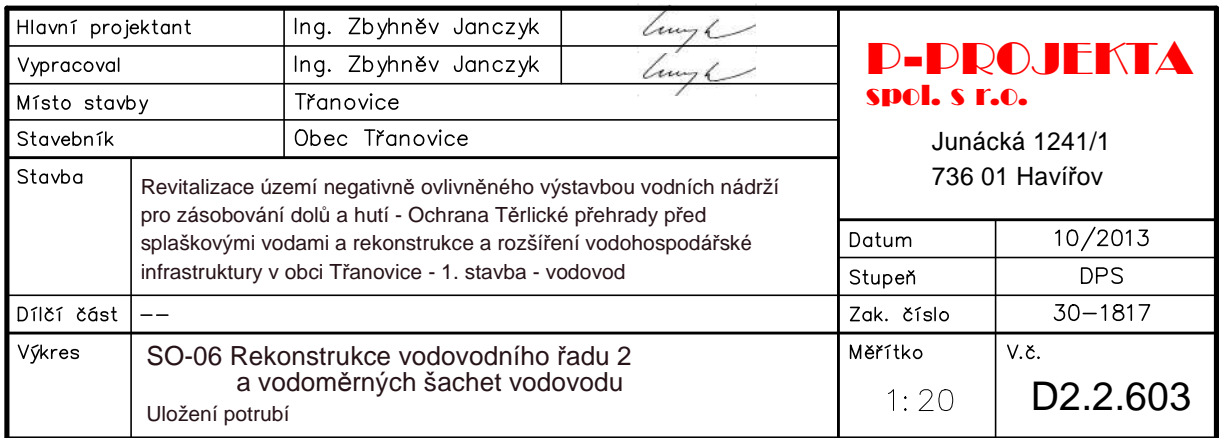 Hlavní projektant Ing. Zbyhněv Janczyk
Vypracoval Ing. Zbyhněv Janczyk
Místo stavby Třanovice
Stavebník Obec Třanovice
P-PROJEKTA
spol. s r.o.
Junácká 1241/1
736 01 Havířov
Stavba
Revitalizace území negativně ovlivněného výstavbou vodních nádrží
pro zásobování dolů a hutí - Ochrana Těrlické přehrady před
splaškovými vodami a rekonstrukce a rozšíření vodohospodářské
infrastruktury v obci Třanovice - 1. stavba - vodovod
Datum 10/2013
Stupeň DPS
Dílčí část --
Zak. číslo 30-1817
Výkres
SO-06 Rekonstrukce vodovodního řadu 2
a vodoměrných šachet vodovodu
Uložení potrubí
Měřítko
1:20
V.č.
D2.2.603